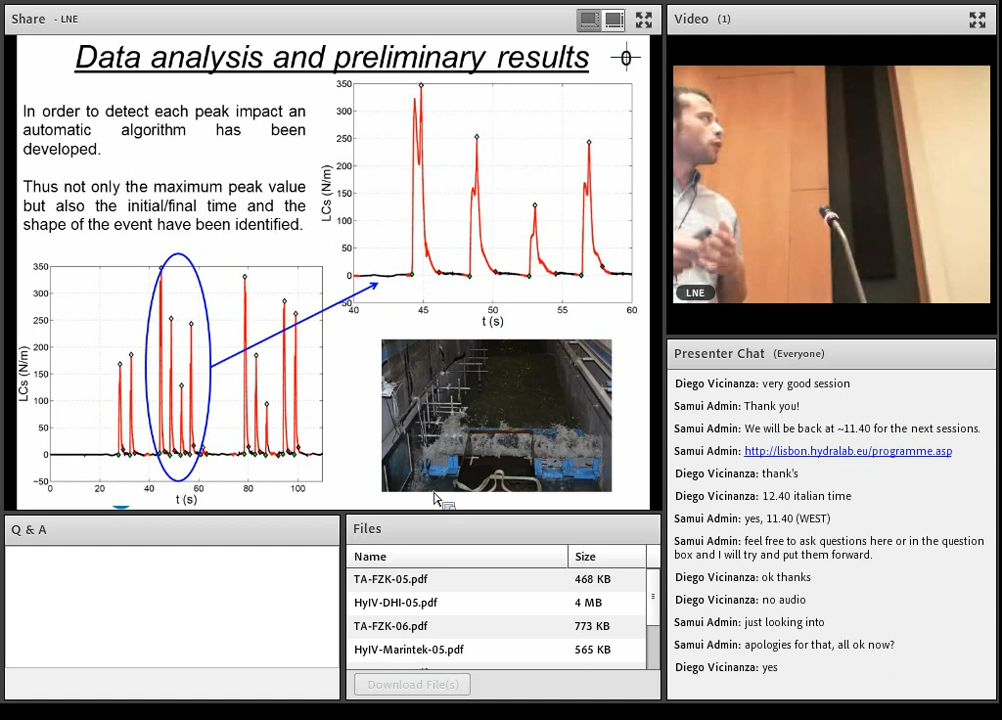 Share - LNE
Data analysis and preliminary results
In order to detect each peak impact an
automatic algorithm has been
developed.
Thus not only the maximum peak value
but also the initial/final time and the
shape of the event have been identified.
350
300
250
200
150
100
50
0
-50
LCs (N/m)
40 45 50 55 60
t (s)
350
300
250
200
150
100
50
0
-50
LCs (N/m)
0 20 40 60 80 100
t (s)
Video (1)
LNE
Presenter Chat (Everyone)
Diego Vicinanza: very good session
Samui Admin: Thank you!
Samui Admin: We will be back at ~11.40 for the next sessions.
Samui Admin: http://lisbon.hydralab.eu/programme.asp
Diego Vicinanza: thank's
Diego Vicinanza: 12.40 italian time
Samui Admin: yes, 11.40 (WEST)
Samui Admin: feel free to ask questions here or in the question
box and I will try and put them forward.
Diego Vicinanza: ok thanks
Diego Vicinanza: no audio
Samui Admin: just looking into
Samui Admin: apologies for that, all ok now?
Diego Vicinanza: yes
Q & A
Files
Name Size
TA-FZK-05.pdf 468 KB
HyIV-DHI-05.pdf 4 MB
TA-FZK-06.pdf 773 KB
HyIV-Marintek-05.pdf 565 KB
Download File(s)